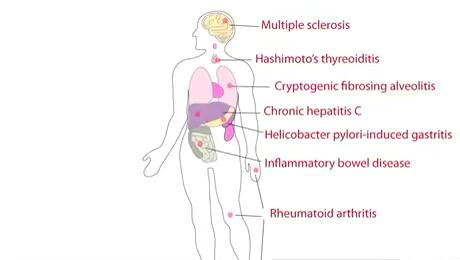 Multiple sclerosis
Hashimoto's thyreoiditis
Cryptogenic fibrosing alveolitis
Chronic hepatitis C
Helicobacter pylori-induced gastritis
Inflammatory bowel disease
Rheumatoid arthritis